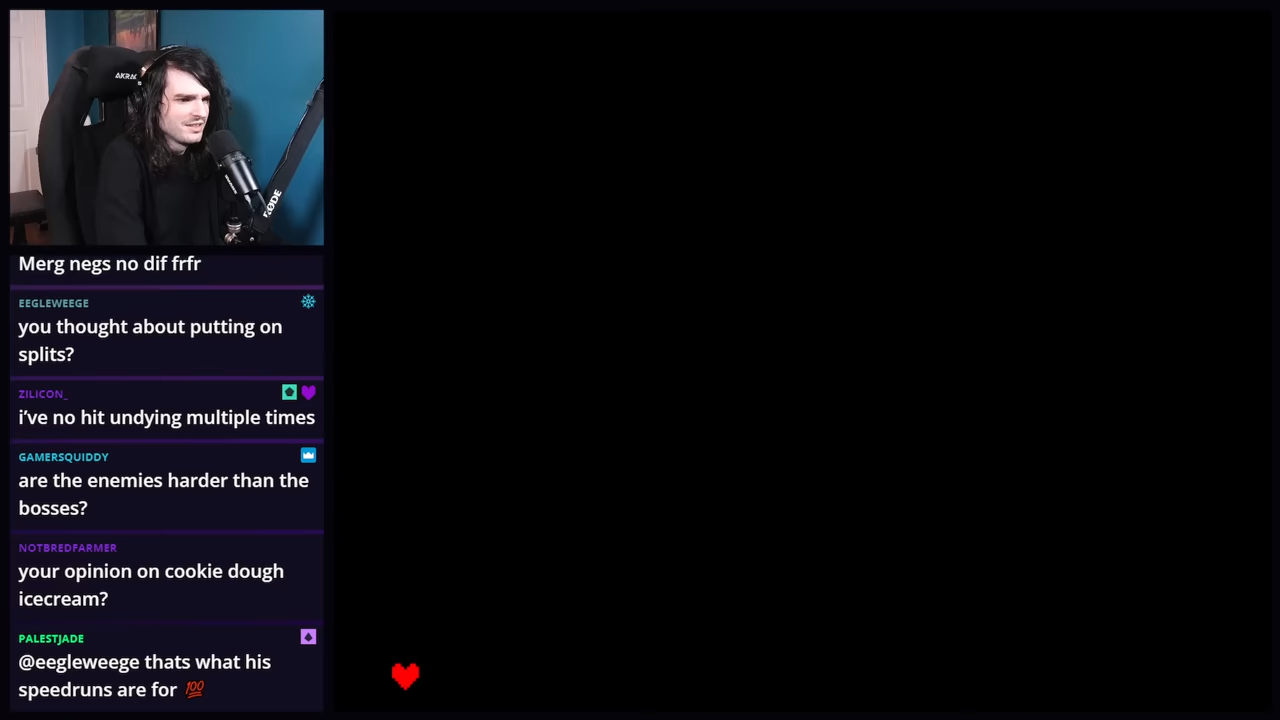 AKRAC
RØDE
Merg negs no dif frfr
EEGLEWEEGE
you thought about putting on
splits?
ZILICON_
i've no hit undying multiple times
GAMERSQUIDDY
are the enemies harder than the
bosses?
NOTBREDFARMER
your opinion on cookie dough
icecream?
PALESTJADE
@eegleweege thats what his
speedruns are for 💯